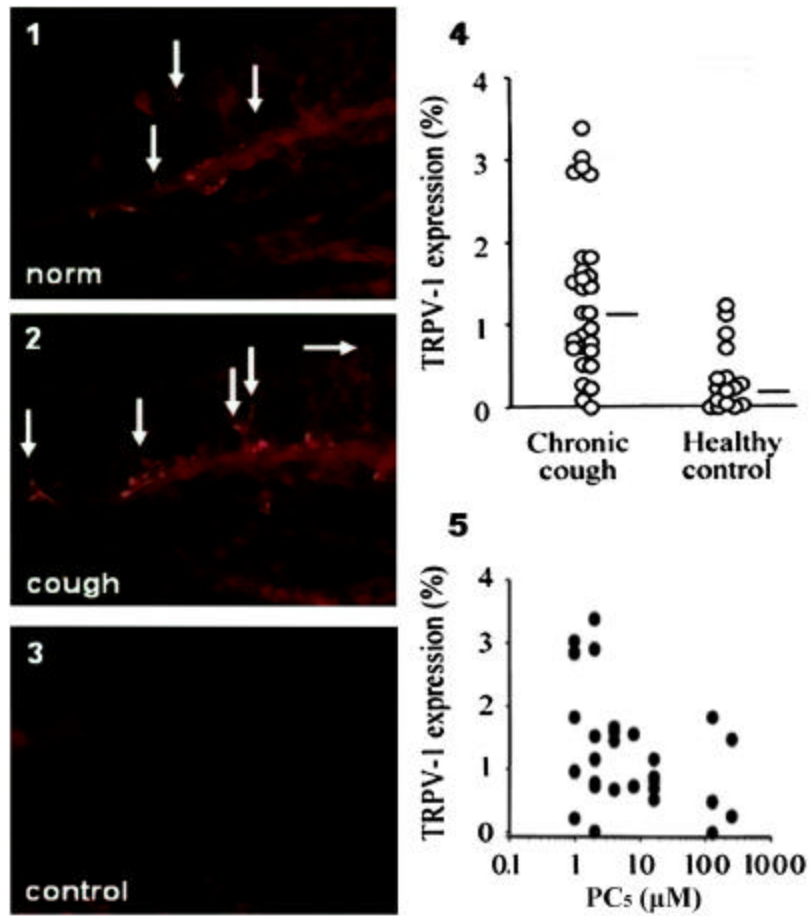 1
norm
2
cough
3
control
4
TRPV-1 expression (%)
4
3
2
1
0
Chronic cough
Healthy control
5
TRPV-1 expression (%)
4
3
2
1
0
0.1 1 10 100 1000
PC₅ (μM)